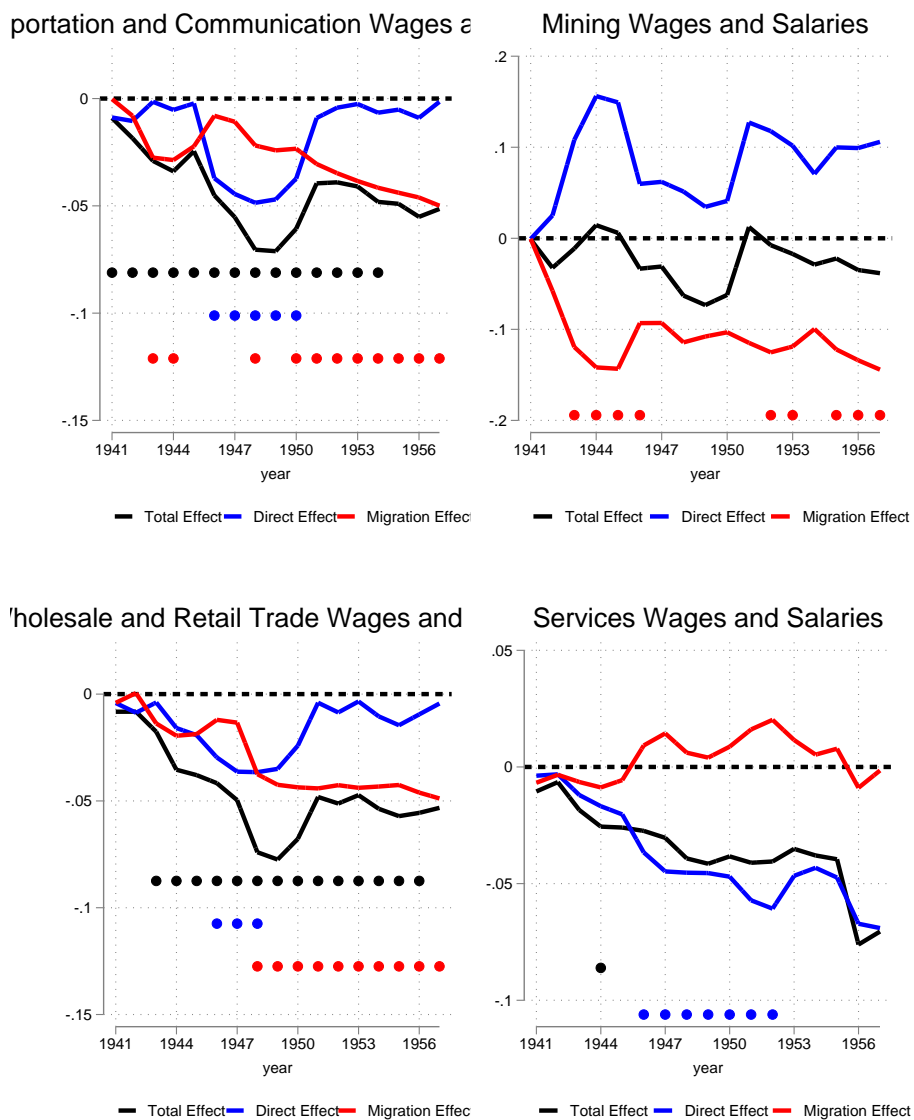 portation and Communication Wages a
0
-.05
-.1
-.15
1941 1944 1947 1950 1953 1956
year
Total Effect Direct Effect Migration Effect
Mining Wages and Salaries
.2
.1
0
-.1
-.2
1941 1944 1947 1950 1953 1956
year
Total Effect Direct Effect Migration Effect
holesale and Retail Trade Wages and
0
-.05
-.1
-.15
1941 1944 1947 1950 1953 1956
year
Total Effect Direct Effect Migration Effect
Services Wages and Salaries
.05
0
-.05
-.1
1941 1944 1947 1950 1953 1956
year
Total Effect Direct Effect Migration Effect